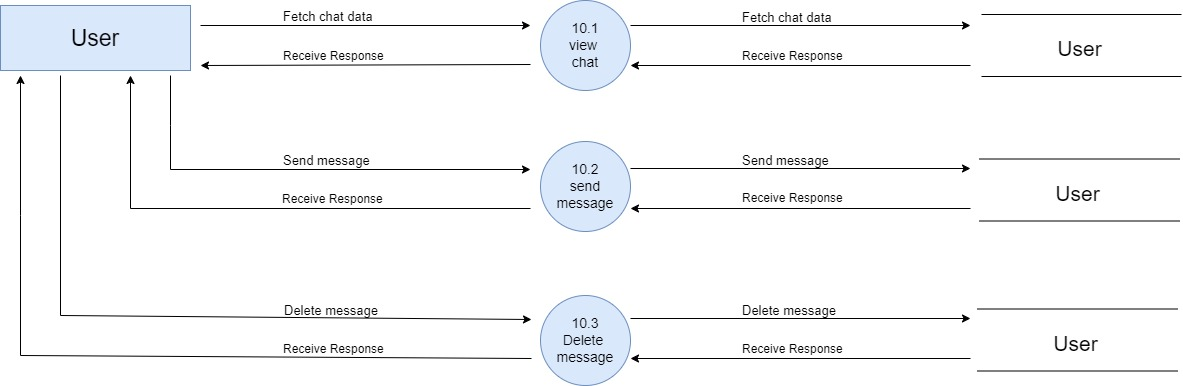 User
Fetch chat data
Receive Response
10.1
view
chat
Fetch chat data
Receive Response
User
Send message
Receive Response
10.2
send
message
Send message
Receive Response
User
Delete message
Receive Response
10.3
Delete
message
Delete message
Receive Response
User